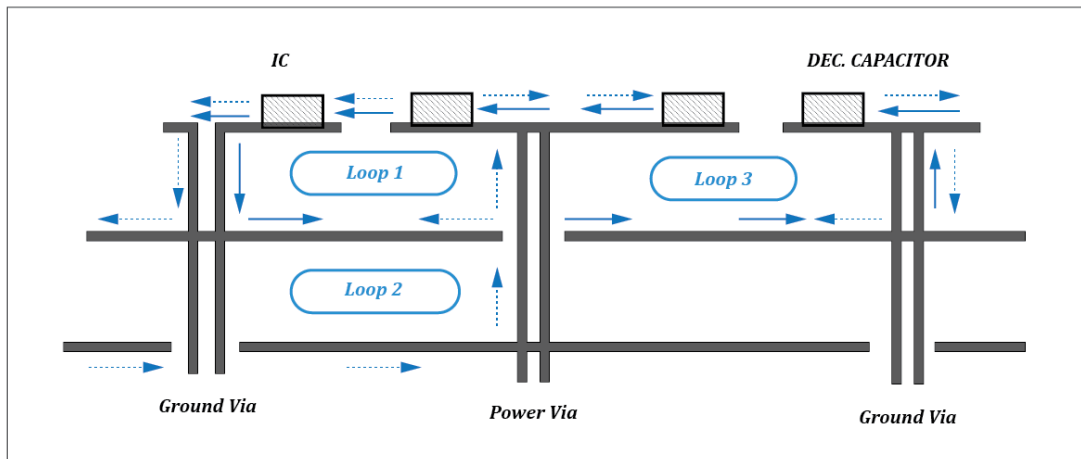 IC
DEC. CAPACITOR
Loop 1
Loop 3
Loop 2
Ground Via
Power Via
Ground Via